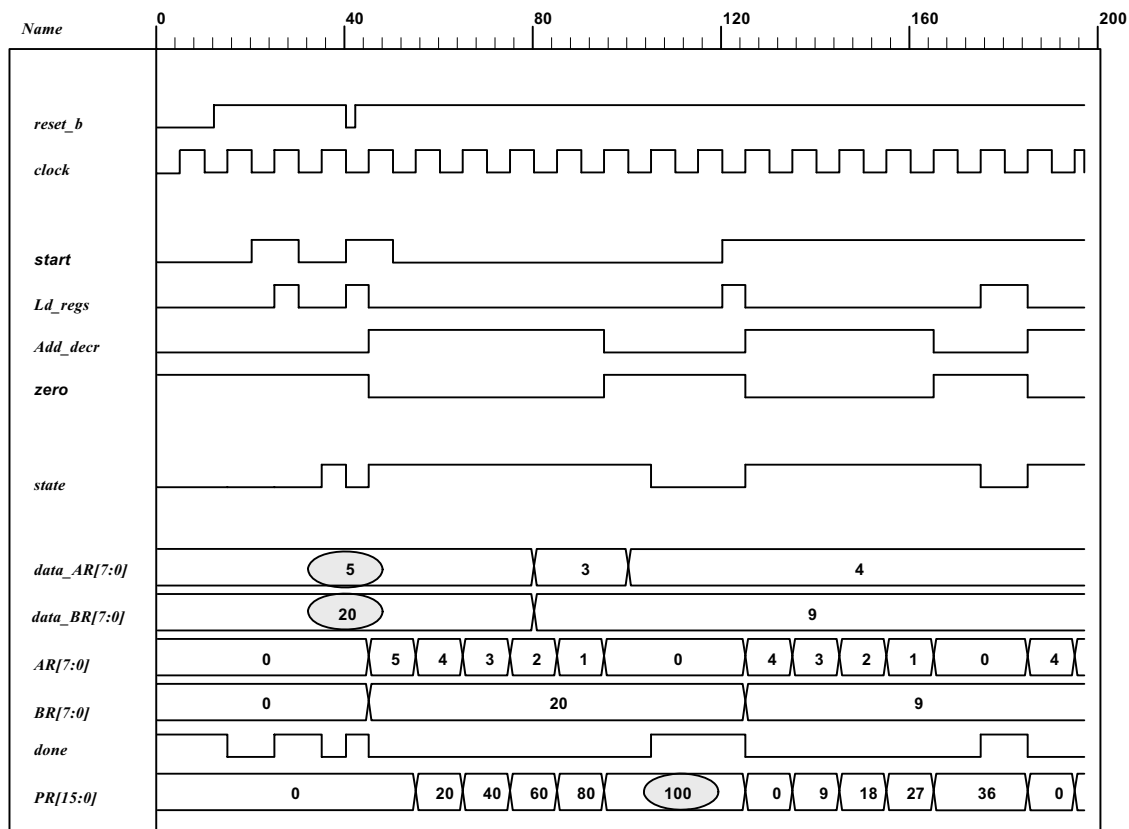 Name 0 40 80 120 160 200
reset_b
clock
start
Ld_regs
Add_decr
zero
state
data_AR[7:0] 5 3 4
data_BR[7:0] 20 9
AR[7:0] 0 5 4 3 2 1 0 4 3 2 1 0 4
BR[7:0] 0 20 9
done
PR[15:0] 0 20 40 60 80 100 0 9 18 27 36 0